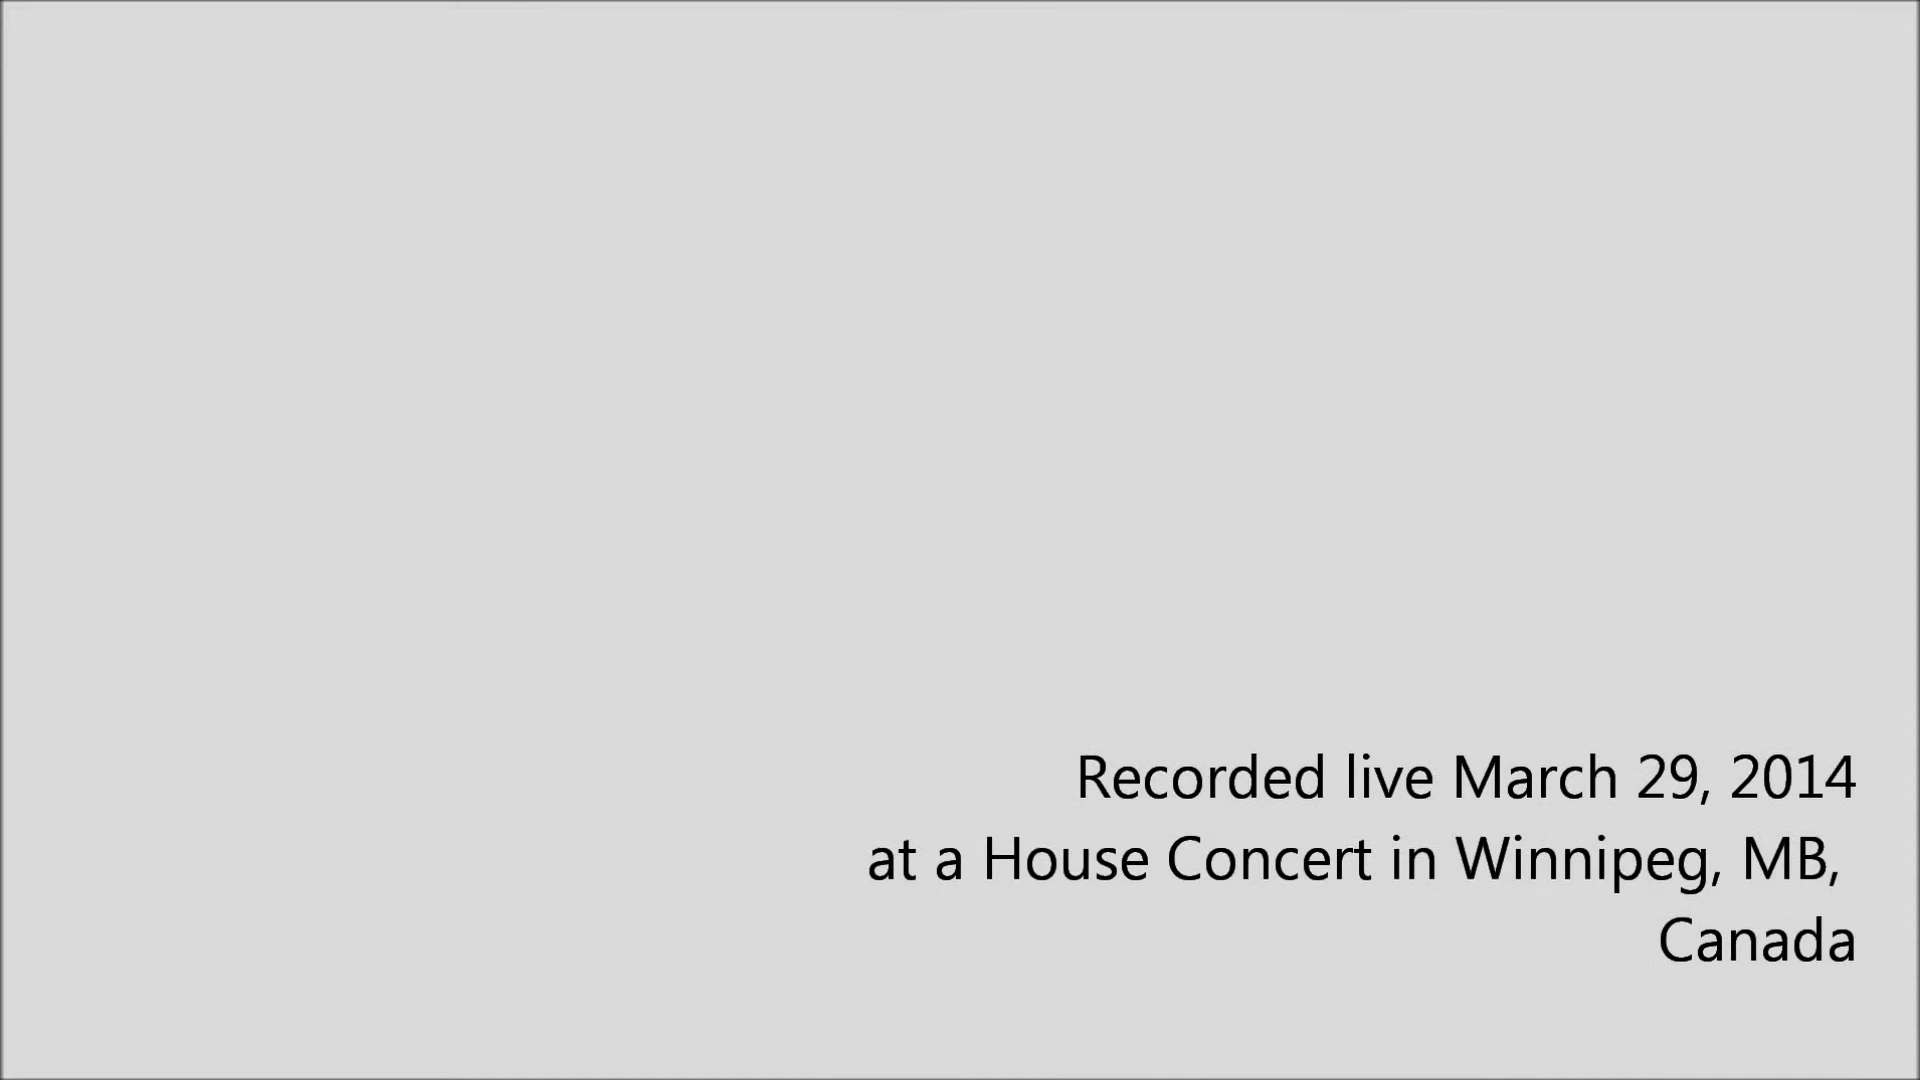 Recorded live March 29, 2014
at a House Concert in Winnipeg, MB,
Canada